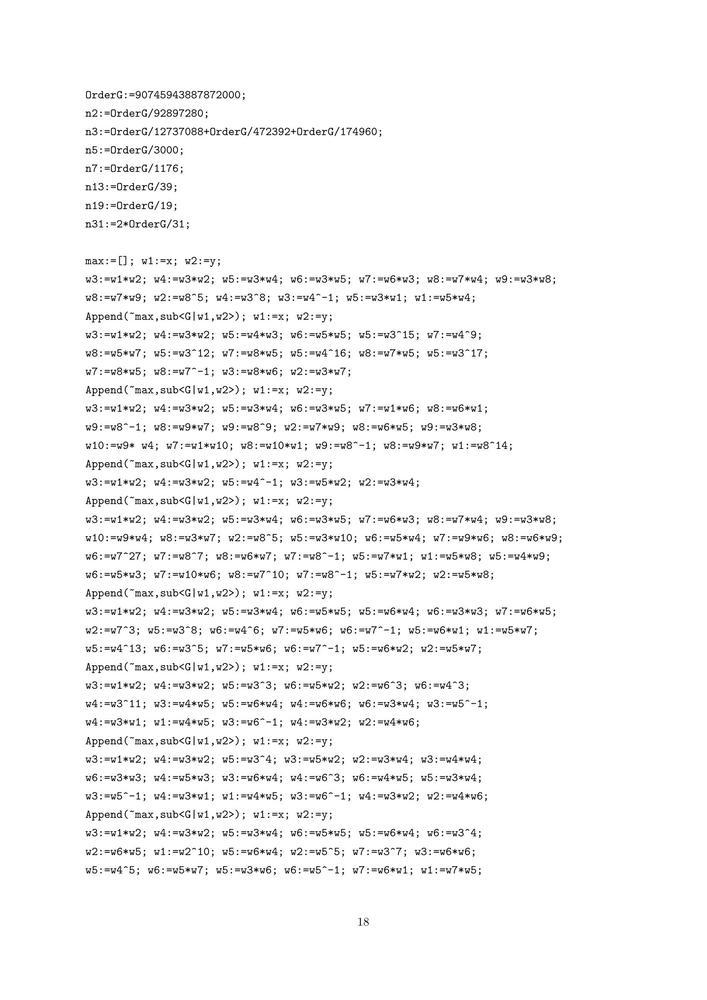 OrderG:=90745943887872000;
n2:=OrderG/92897280;
n3:=OrderG/12737088+OrderG/472392+OrderG/174960;
n5:=OrderG/3000;
n7:=OrderG/1176;
n13:=OrderG/39;
n19:=OrderG/19;
n31:=2*OrderG/31;
max:=[]; w1:=x; w2:=y;
w3:=w1*w2; w4:=w3*w2; w5:=w3*w4; w6:=w3*w5; w7:=w6*w3; w8:=w7*w4; w9:=w3*w8;
w8:=w7*w9; w2:=w8^5; w4:=w3^8; w3:=w4^-1; w5:=w3*w1; w1:=w5*w4;
Append(~max,sub<G|w1,w2>); w1:=x; w2:=y;
w3:=w1*w2; w4:=w3*w2; w5:=w4*w3; w6:=w5*w5; w5:=w3^15; w7:=w4^9;
w8:=w5*w7; w5:=w3^12; w7:=w8*w5; w5:=w4^16; w8:=w7*w5; w5:=w3^17;
w7:=w8*w5; w8:=w7^-1; w3:=w8*w6; w2:=w3*w7;
Append(~max,sub<G|w1,w2>); w1:=x; w2:=y;
w3:=w1*w2; w4:=w3*w2; w5:=w3*w4; w6:=w3*w5; w7:=w1*w6; w8:=w6*w1;
w9:=w8^-1; w8:=w9*w7; w9:=w8^9; w2:=w7*w9; w8:=w6*w5; w9:=w3*w8;
w10:=w9* w4; w7:=w1*w10; w8:=w10*w1; w9:=w8^-1; w8:=w9*w7; w1:=w8^14;
Append(~max,sub<G|w1,w2>); w1:=x; w2:=y;
w3:=w1*w2; w4:=w3*w2; w5:=w4^-1; w3:=w5*w2; w2:=w3*w4;
Append(~max,sub<G|w1,w2>); w1:=x; w2:=y;
w3:=w1*w2; w4:=w3*w2; w5:=w3*w4; w6:=w3*w5; w7:=w6*w3; w8:=w7*w4; w9:=w3*w8;
w10:=w9*w4; w8:=w3*w7; w2:=w8^5; w5:=w3*w10; w6:=w5*w4; w7:=w9*w6; w8:=w6*w9;
w6:=w7^27; w7:=w8^7; w8:=w6*w7; w7:=w8^-1; w5:=w7*w1; w1:=w5*w8; w5:=w4*w9;
w6:=w5*w3; w7:=w10*w6; w8:=w7^10; w7:=w8^-1; w5:=w7*w2; w2:=w5*w8;
Append(~max,sub<G|w1,w2>); w1:=x; w2:=y;
w3:=w1*w2; w4:=w3*w2; w5:=w3*w4; w6:=w5*w5; w5:=w6*w4; w6:=w3*w3; w7:=w6*w5;
w2:=w7^3; w5:=w3^8; w6:=w4^6; w7:=w5*w6; w6:=w7^-1; w5:=w6*w1; w1:=w5*w7;
w5:=w4^13; w6:=w3^5; w7:=w5*w6; w6:=w7^-1; w5:=w6*w2; w2:=w5*w7;
Append(~max,sub<G|w1,w2>); w1:=x; w2:=y;
w3:=w1*w2; w4:=w3*w2; w5:=w3^3; w6:=w5*w2; w2:=w6^3; w6:=w4^3;
w4:=w3^11; w3:=w4*w5; w5:=w6*w4; w4:=w6*w6; w6:=w3*w4; w3:=w5^-1;
w4:=w3*w1; w1:=w4*w5; w3:=w6^-1; w4:=w3*w2; w2:=w4*w6;
Append(~max,sub<G|w1,w2>); w1:=x; w2:=y;
w3:=w1*w2; w4:=w3*w2; w5:=w3^4; w3:=w5*w2; w2:=w3*w4; w3:=w4*w4;
w6:=w3*w3; w4:=w5*w3; w3:=w6*w4; w4:=w6^3; w6:=w4*w5; w5:=w3*w4;
w3:=w5^-1; w4:=w3*w1; w1:=w4*w5; w3:=w6^-1; w4:=w3*w2; w2:=w4*w6;
Append(~max,sub<G|w1,w2>); w1:=x; w2:=y;
w3:=w1*w2; w4:=w3*w2; w5:=w3*w4; w6:=w5*w5; w5:=w6*w4; w6:=w3^4;
w2:=w6*w5; w1:=w2^10; w5:=w6*w4; w2:=w5^5; w7:=w3^7; w3:=w6*w6;
w5:=w4^5; w6:=w5*w7; w5:=w3*w6; w6:=w5^-1; w7:=w6*w1; w1:=w7*w5;
18